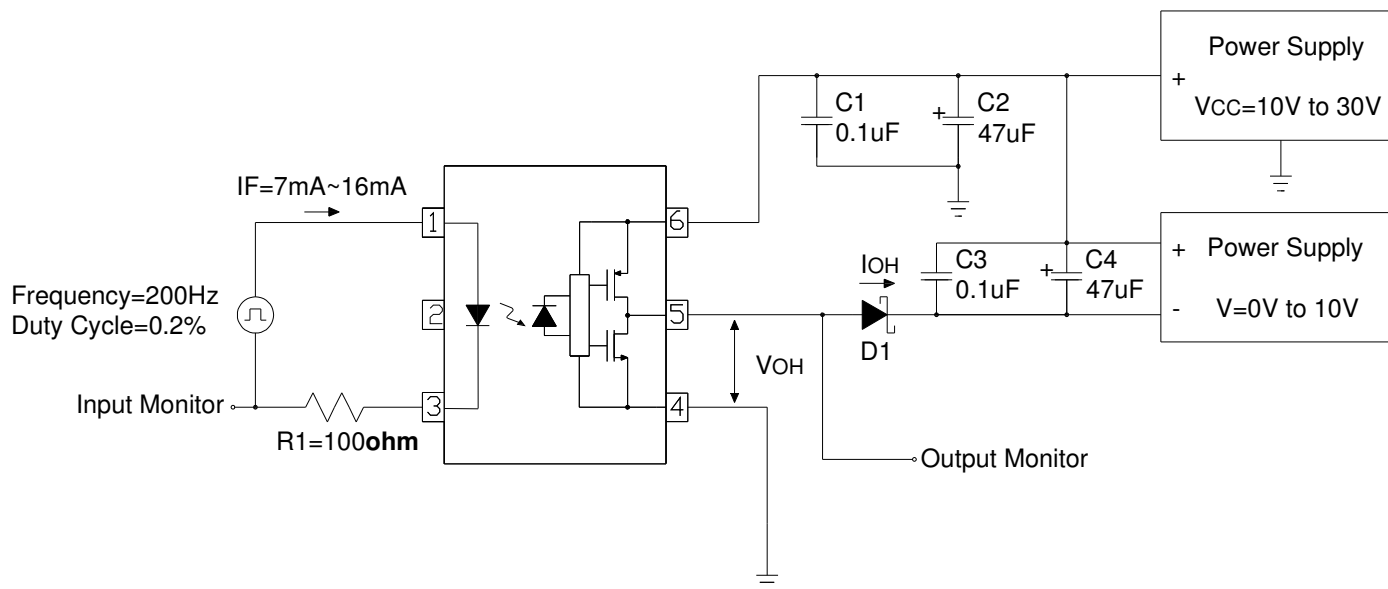 Power Supply
+
VCC=10V to 30V
C1
0.1uF
+
C2
47uF
IF=7mA~16mA
1
6
Power Supply
+
-
V=0V to 10V
IOH
C3
0.1uF
+
C4
47uF
Frequency=200Hz
Duty Cycle=0.2%
2
5
D1
VOH
Input Monitor
3
4
R1=100ohm
Output Monitor